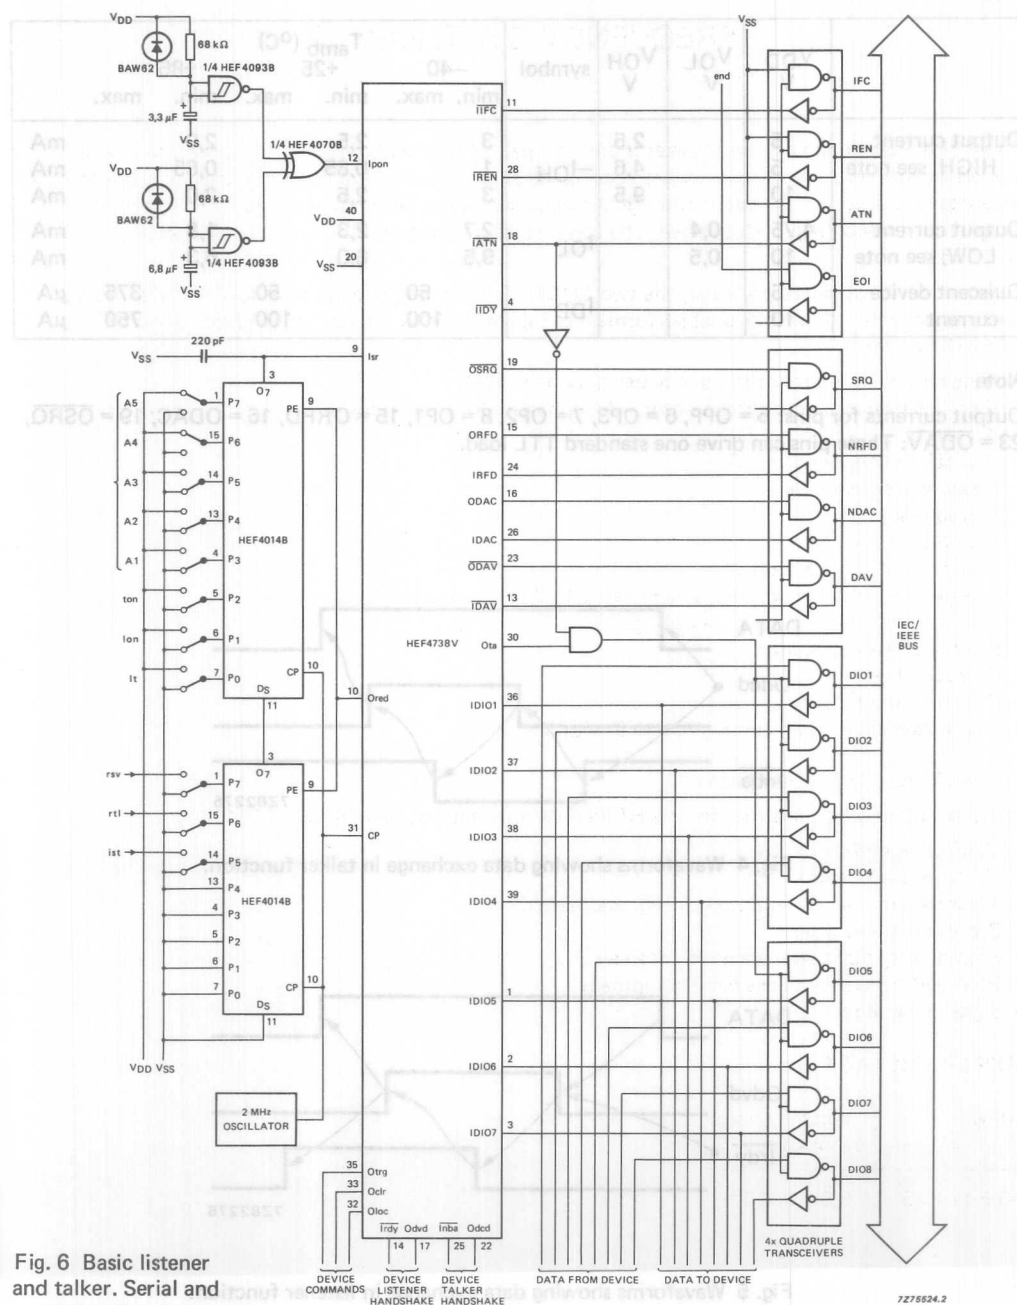 VDD
68 kΩ
BAW62
1/4 HEF4093B
3,3 μF
VSS
1/4 HEF4070B
12
Ipon
VDD
68 kΩ
BAW62
1/4 HEF4093B
6,8 μF
VSS
VDD
40
VSS
20
220 pF
VSS
9
Isr
3
O7
A5
1
P7
PE
9
A4
15
P6
A3
14
P5
A2
13
P4
HEF4014B
A1
4
P3
ton
5
P2
lon
6
P1
lt
7
P0
CP
10
DS
11
10
Ored
3
O7
rsv
1
P7
PE
9
rtl
15
P6
ist
14
P5
13
P4
HEF4014B
4
P3
5
P2
6
P1
7
P0
CP
10
DS
11
31
CP
VDD VSS
2 MHz
OSCILLATOR
35
Otrg
33
Oclr
32
Oloc
Irdy Odvd Inba Odcd
14 17 25 22
DEVICE
COMMANDS
DEVICE
LISTENER
HANDSHAKE
DEVICE
TALKER
HANDSHAKE
HEF4738V
VSS
end
IIFC
11
IFC
IREN
28
REN
IATN
18
ATN
EOI
IIDY
4
OSRQ
19
SRQ
ORFD
15
NRFD
IRFD
24
ODAC
16
NDAC
IDAC
26
ODAV
23
DAV
IDAV
13
Ota
30
IEC/
IEEE
BUS
DIO1
IDIO1
36
DIO2
IDIO2
37
DIO3
IDIO3
38
DIO4
IDIO4
39
DIO5
IDIO5
1
DIO6
IDIO6
2
DIO7
IDIO7
3
DIO8
4x QUADRUPLE
TRANSCEIVERS
DATA FROM DEVICE
DATA TO DEVICE
Fig. 6 Basic listener
and talker. Serial and
7Z75524.2